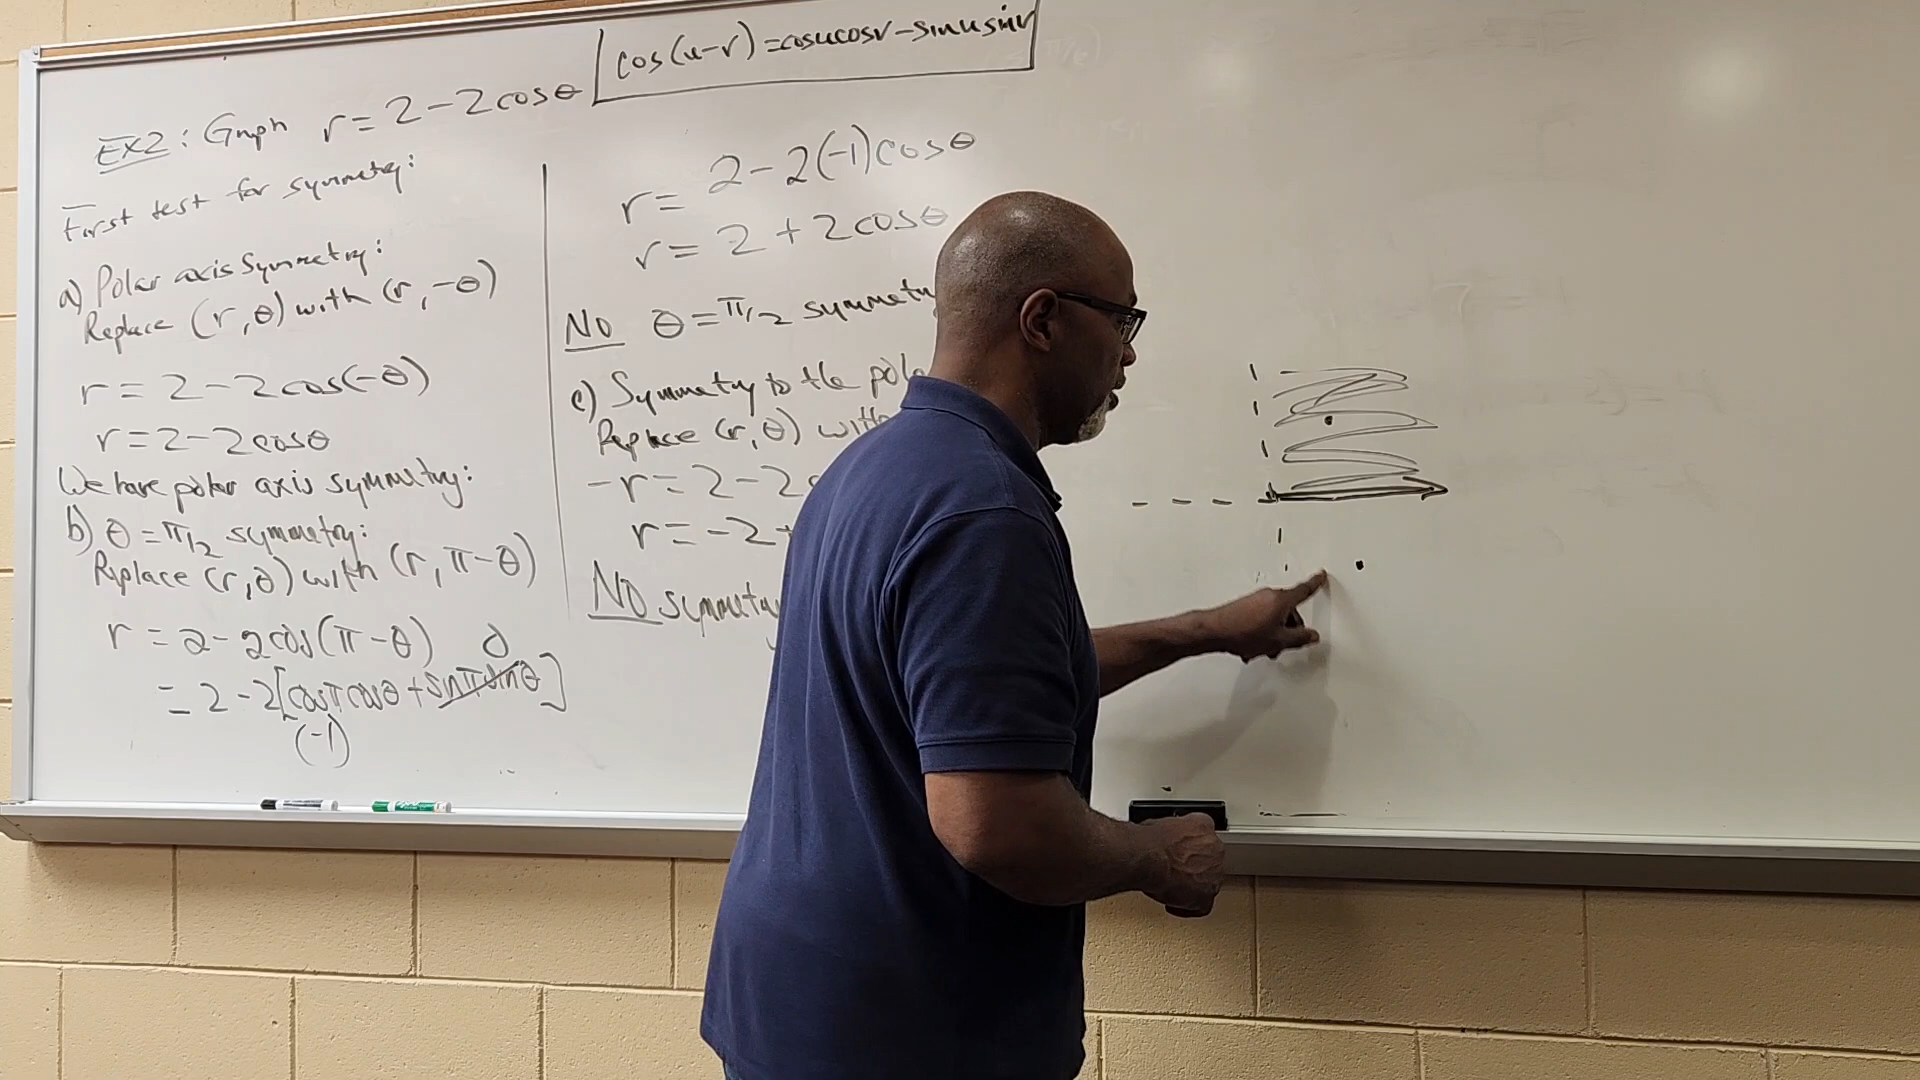 cos(u-v)=cosucosv-sinusinv
EX2: Graph r=2-2cosθ
First test for symmetry:
a) Polar axis symmetry:
Replace (r,θ) with (r,-θ)
r=2-2cos(-θ)
r=2-2cosθ
We have polar axis symmetry:
b) θ=π/2 symmetry:
Replace (r,θ) with (r,π-θ)
r=2-2cos(π-θ) 0
=2-2[cosπcosθ+sinπsinθ]
(-1)
r=2-2(-1)cosθ
r=2+2cosθ
NO θ=π/2 symmetry
c) Symmetry to the pole
Replace (r,θ) with
-r=2-2
r=-2+
NO symmetry